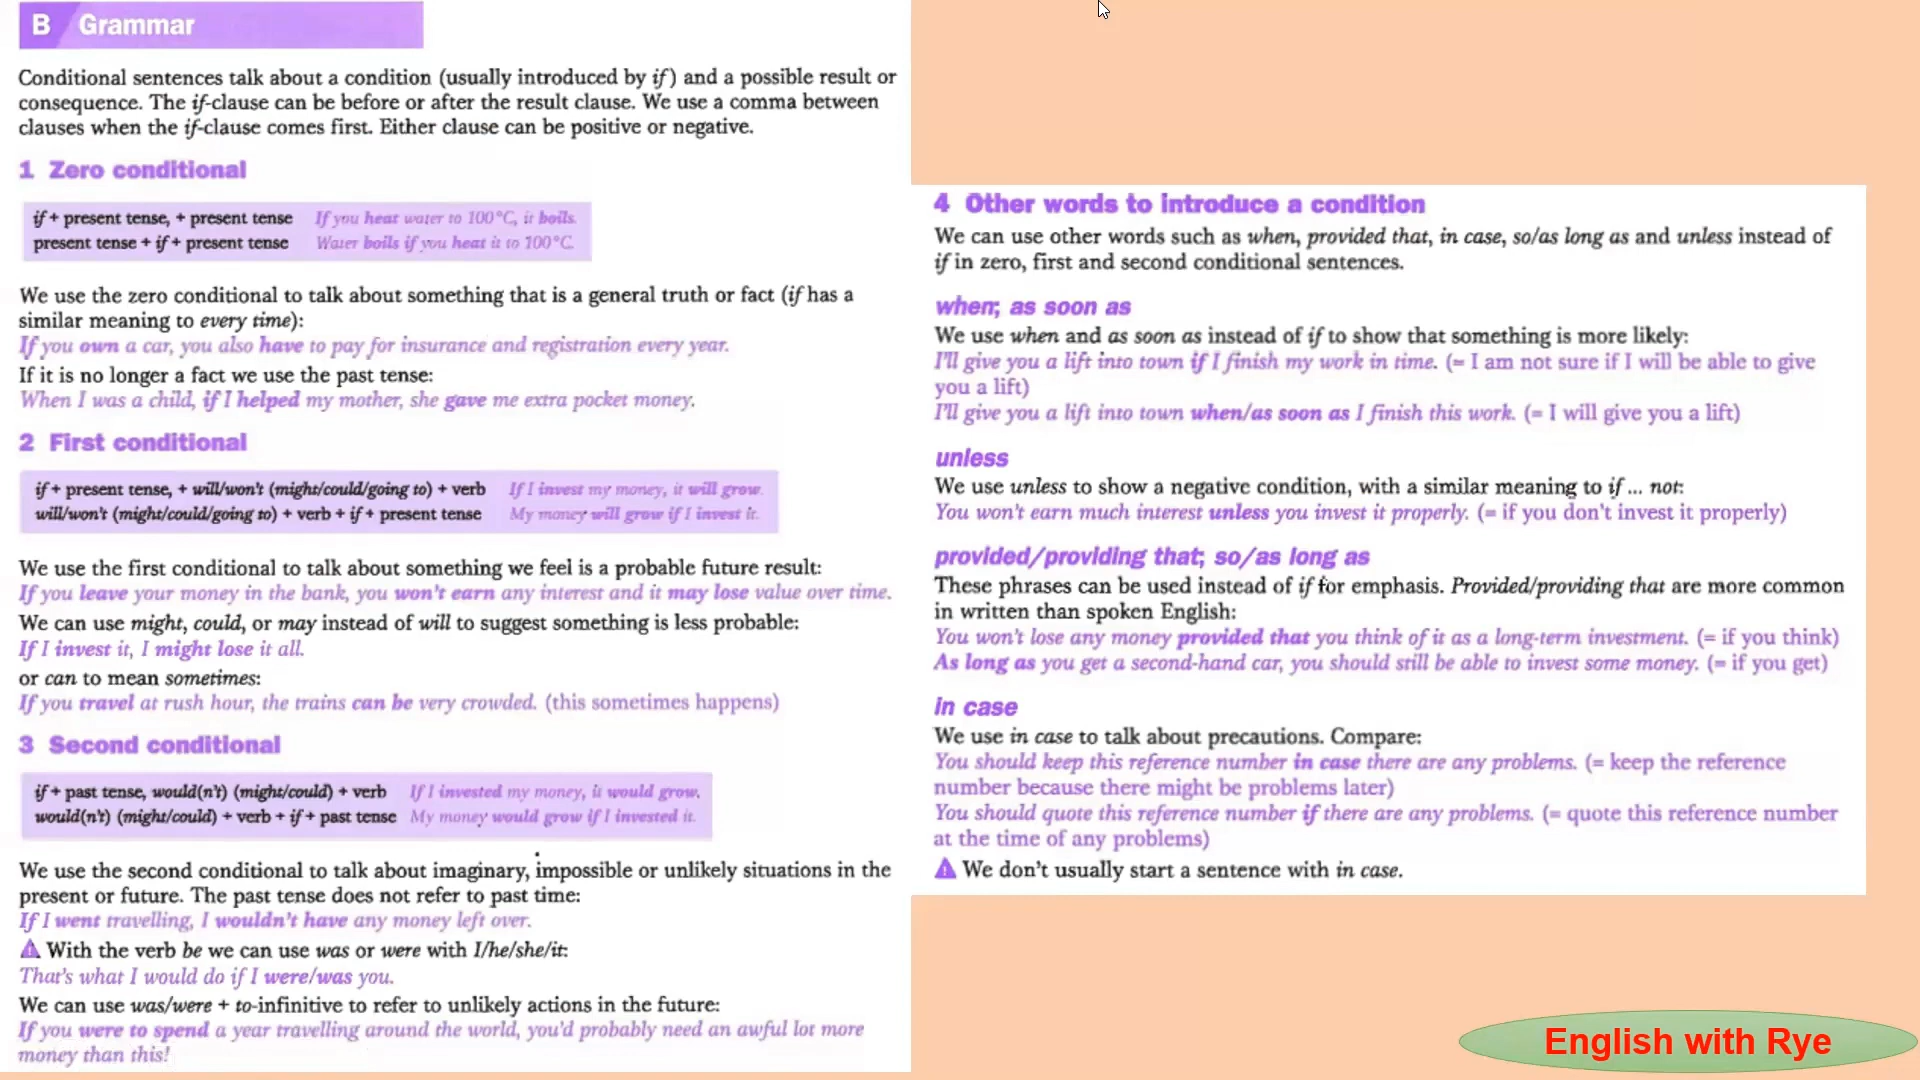 B Grammar
Conditional sentences talk about a condition (usually introduced by if) and a possible result or
consequence. The if-clause can be before or after the result clause. We use a comma between
clauses when the if-clause comes first. Either clause can be positive or negative.
1 Zero conditional
if + present tense, + present tense If you heat water to 100°C, it boils.
present tense + if + present tense Water boils if you heat it to 100°C.
We use the zero conditional to talk about something that is a general truth or fact (if has a
similar meaning to every time):
If you own a car, you also have to pay for insurance and registration every year.
If it is no longer a fact we use the past tense:
When I was a child, if I helped my mother, she gave me extra pocket money.
2 First conditional
if + present tense, + will/won't (might/could/going to) + verb If I invest my money, it will grow.
will/won't (might/could/going to) + verb + if + present tense My money will grow if I invest it.
We use the first conditional to talk about something we feel is a probable future result:
If you leave your money in the bank, you won't earn any interest and it may lose value over time.
We can use might, could, or may instead of will to suggest something is less probable:
If I invest it, I might lose it all.
or can to mean sometimes:
If you travel at rush hour, the trains can be very crowded. (this sometimes happens)
3 Second conditional
if + past tense, would(n't) (might/could) + verb If I invested my money, it would grow.
would(n't) (might/could) + verb + if + past tense My money would grow if I invested it.
We use the second conditional to talk about imaginary, impossible or unlikely situations in the
present or future. The past tense does not refer to past time:
If I went travelling, I wouldn't have any money left over.
⚠ With the verb be we can use was or were with I/he/she/it:
That's what I would do if I were/was you.
We can use was/were + to-infinitive to refer to unlikely actions in the future:
If you were to spend a year travelling around the world, you'd probably need an awful lot more
money than this!
4 Other words to introduce a condition
We can use other words such as when, provided that, in case, so/as long as and unless instead of
if in zero, first and second conditional sentences.
when; as soon as
We use when and as soon as instead of if to show that something is more likely:
I'll give you a lift into town if I finish my work in time. (= I am not sure if I will be able to give
you a lift)
I'll give you a lift into town when/as soon as I finish this work. (= I will give you a lift)
unless
We use unless to show a negative condition, with a similar meaning to if ... not:
You won't earn much interest unless you invest it properly. (= if you don't invest it properly)
provided/providing that; so/as long as
These phrases can be used instead of if for emphasis. Provided/providing that are more common
in written than spoken English:
You won't lose any money provided that you think of it as a long-term investment. (= if you think)
As long as you get a second-hand car, you should still be able to invest some money. (= if you get)
in case
We use in case to talk about precautions. Compare:
You should keep this reference number in case there are any problems. (= keep the reference
number because there might be problems later)
You should quote this reference number if there are any problems. (= quote this reference number
at the time of any problems)
⚠ We don't usually start a sentence with in case.
English with Rye